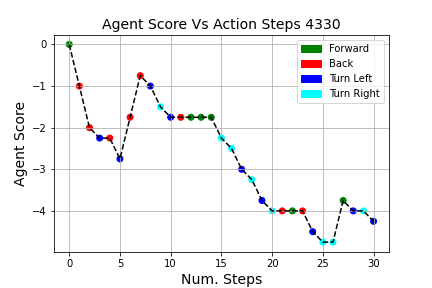 Agent Score Vs Action Steps 4330
Forward
Back
Turn Left
Turn Right
Agent Score
0
−1
−2
−3
−4
0 5 10 15 20 25 30
Num. Steps